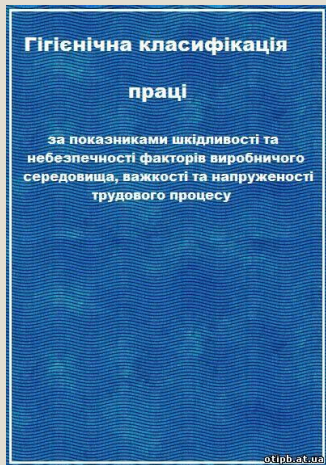 Гігієнічна класифікація
праці
за показниками шкідливості та
небезпечності факторів виробничого
середовища, важкості та напруженості
трудового процесу
otipb.at.ua